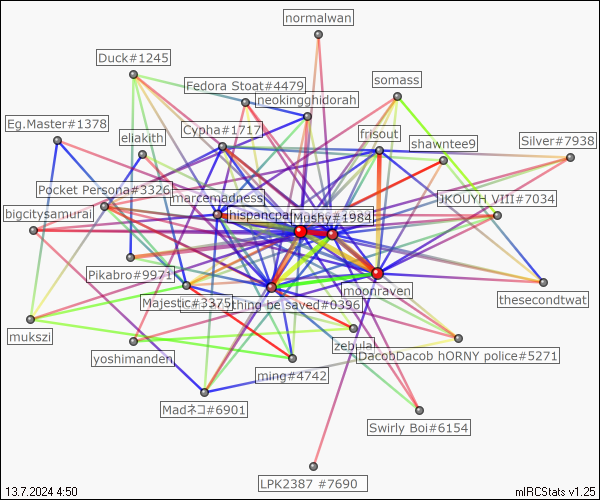 normalwan
Duck#1245
Fedora Stoat#4479
somass
neokingghidorah
Eg.Master#1378
eliakith
Cypha#1717
frisout
shawntee9
Silver#7938
Pocket Persona#3326
marcemadness
JKOUYH VIII#7034
bigcitysamurai
hispancpa
Mushy#1984
Pikabro#9971
moonraven
Majestic#3375
thing be saved#0396
thesecondtwat
mukszi
zebulal
yoshimanden
DacobDacob hORNY police#5271
ming#4742
Madネコ#6901
Swirly Boi#6154
LPK2387 #7690
13.7.2024 4:50
mIRCStats v1.25